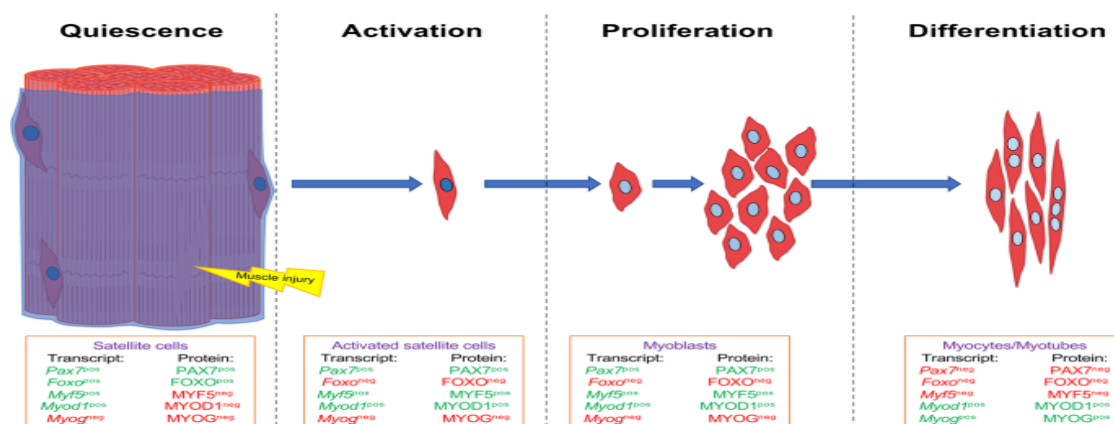 Quiescence
Activation
Proliferation
Differentiation
Muscle injury
Satellite cells
Transcript: Protein:
Pax7pos PAX7pos
Foxopos FOXOpos
Myf5pos MYF5neg
Myod1pos MYOD1neg
Myogneg MYOGneg
Activated satellite cells
Transcript: Protein:
Pax7pos PAX7pos
Foxoneg FOXOneg
Myf5pos MYF5pos
Myod1pos MYOD1pos
Myogneg MYOGneg
Myoblasts
Transcript: Protein:
Pax7pos PAX7pos
Foxoneg FOXOneg
Myf5pos MYF5pos
Myod1pos MYOD1pos
Myogneg MYOGneg
Myocytes/Myotubes
Transcript: Protein:
Pax7neg PAX7neg
Foxoneg FOXOneg
Myf5neg MYF5neg
Myod1pos MYOD1pos
Myogpos MYOGpos